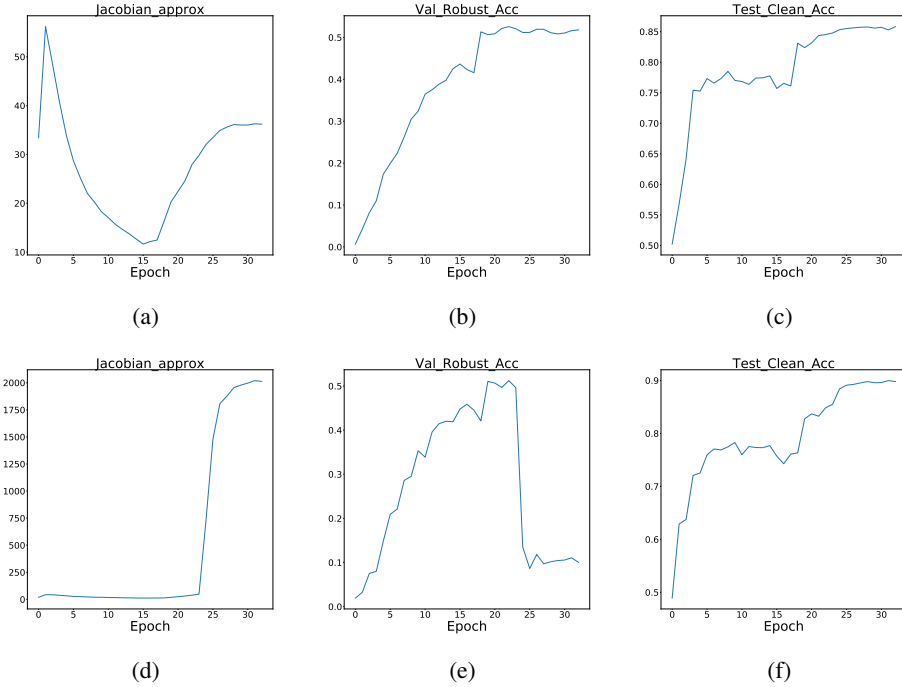 Jacobian_approx
Val_Robust_Acc
Test_Clean_Acc
50
40
30
20
10
0 5 10 15 20 25 30
Epoch
0.5
0.4
0.3
0.2
0.1
0.0
0 5 10 15 20 25 30
Epoch
0.85
0.80
0.75
0.70
0.65
0.60
0.55
0.50
0 5 10 15 20 25 30
Epoch
(a)
(b)
(c)
Jacobian_approx
Val_Robust_Acc
Test_Clean_Acc
2000
1750
1500
1250
1000
750
500
250
0
0 5 10 15 20 25 30
Epoch
0.5
0.4
0.3
0.2
0.1
0.0
0 5 10 15 20 25 30
Epoch
0.9
0.8
0.7
0.6
0.5
0 5 10 15 20 25 30
Epoch
(d)
(e)
(f)